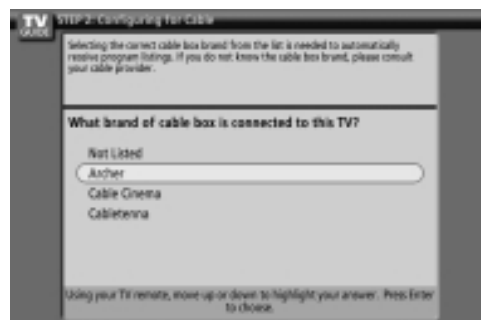 TV
GUIDE
STEP 2: Configuring for Cable
Selecting the correct cable box brand from the list is needed to automatically
receive program listings. If you do not know the cable box brand, please consult
your cable provider.
What brand of cable box is connected to this TV?
Not Listed
Archer
Cable Cinema
Cabletenna
Using your TV remote, move up or down to highlight your answer. Press Enter
to choose.